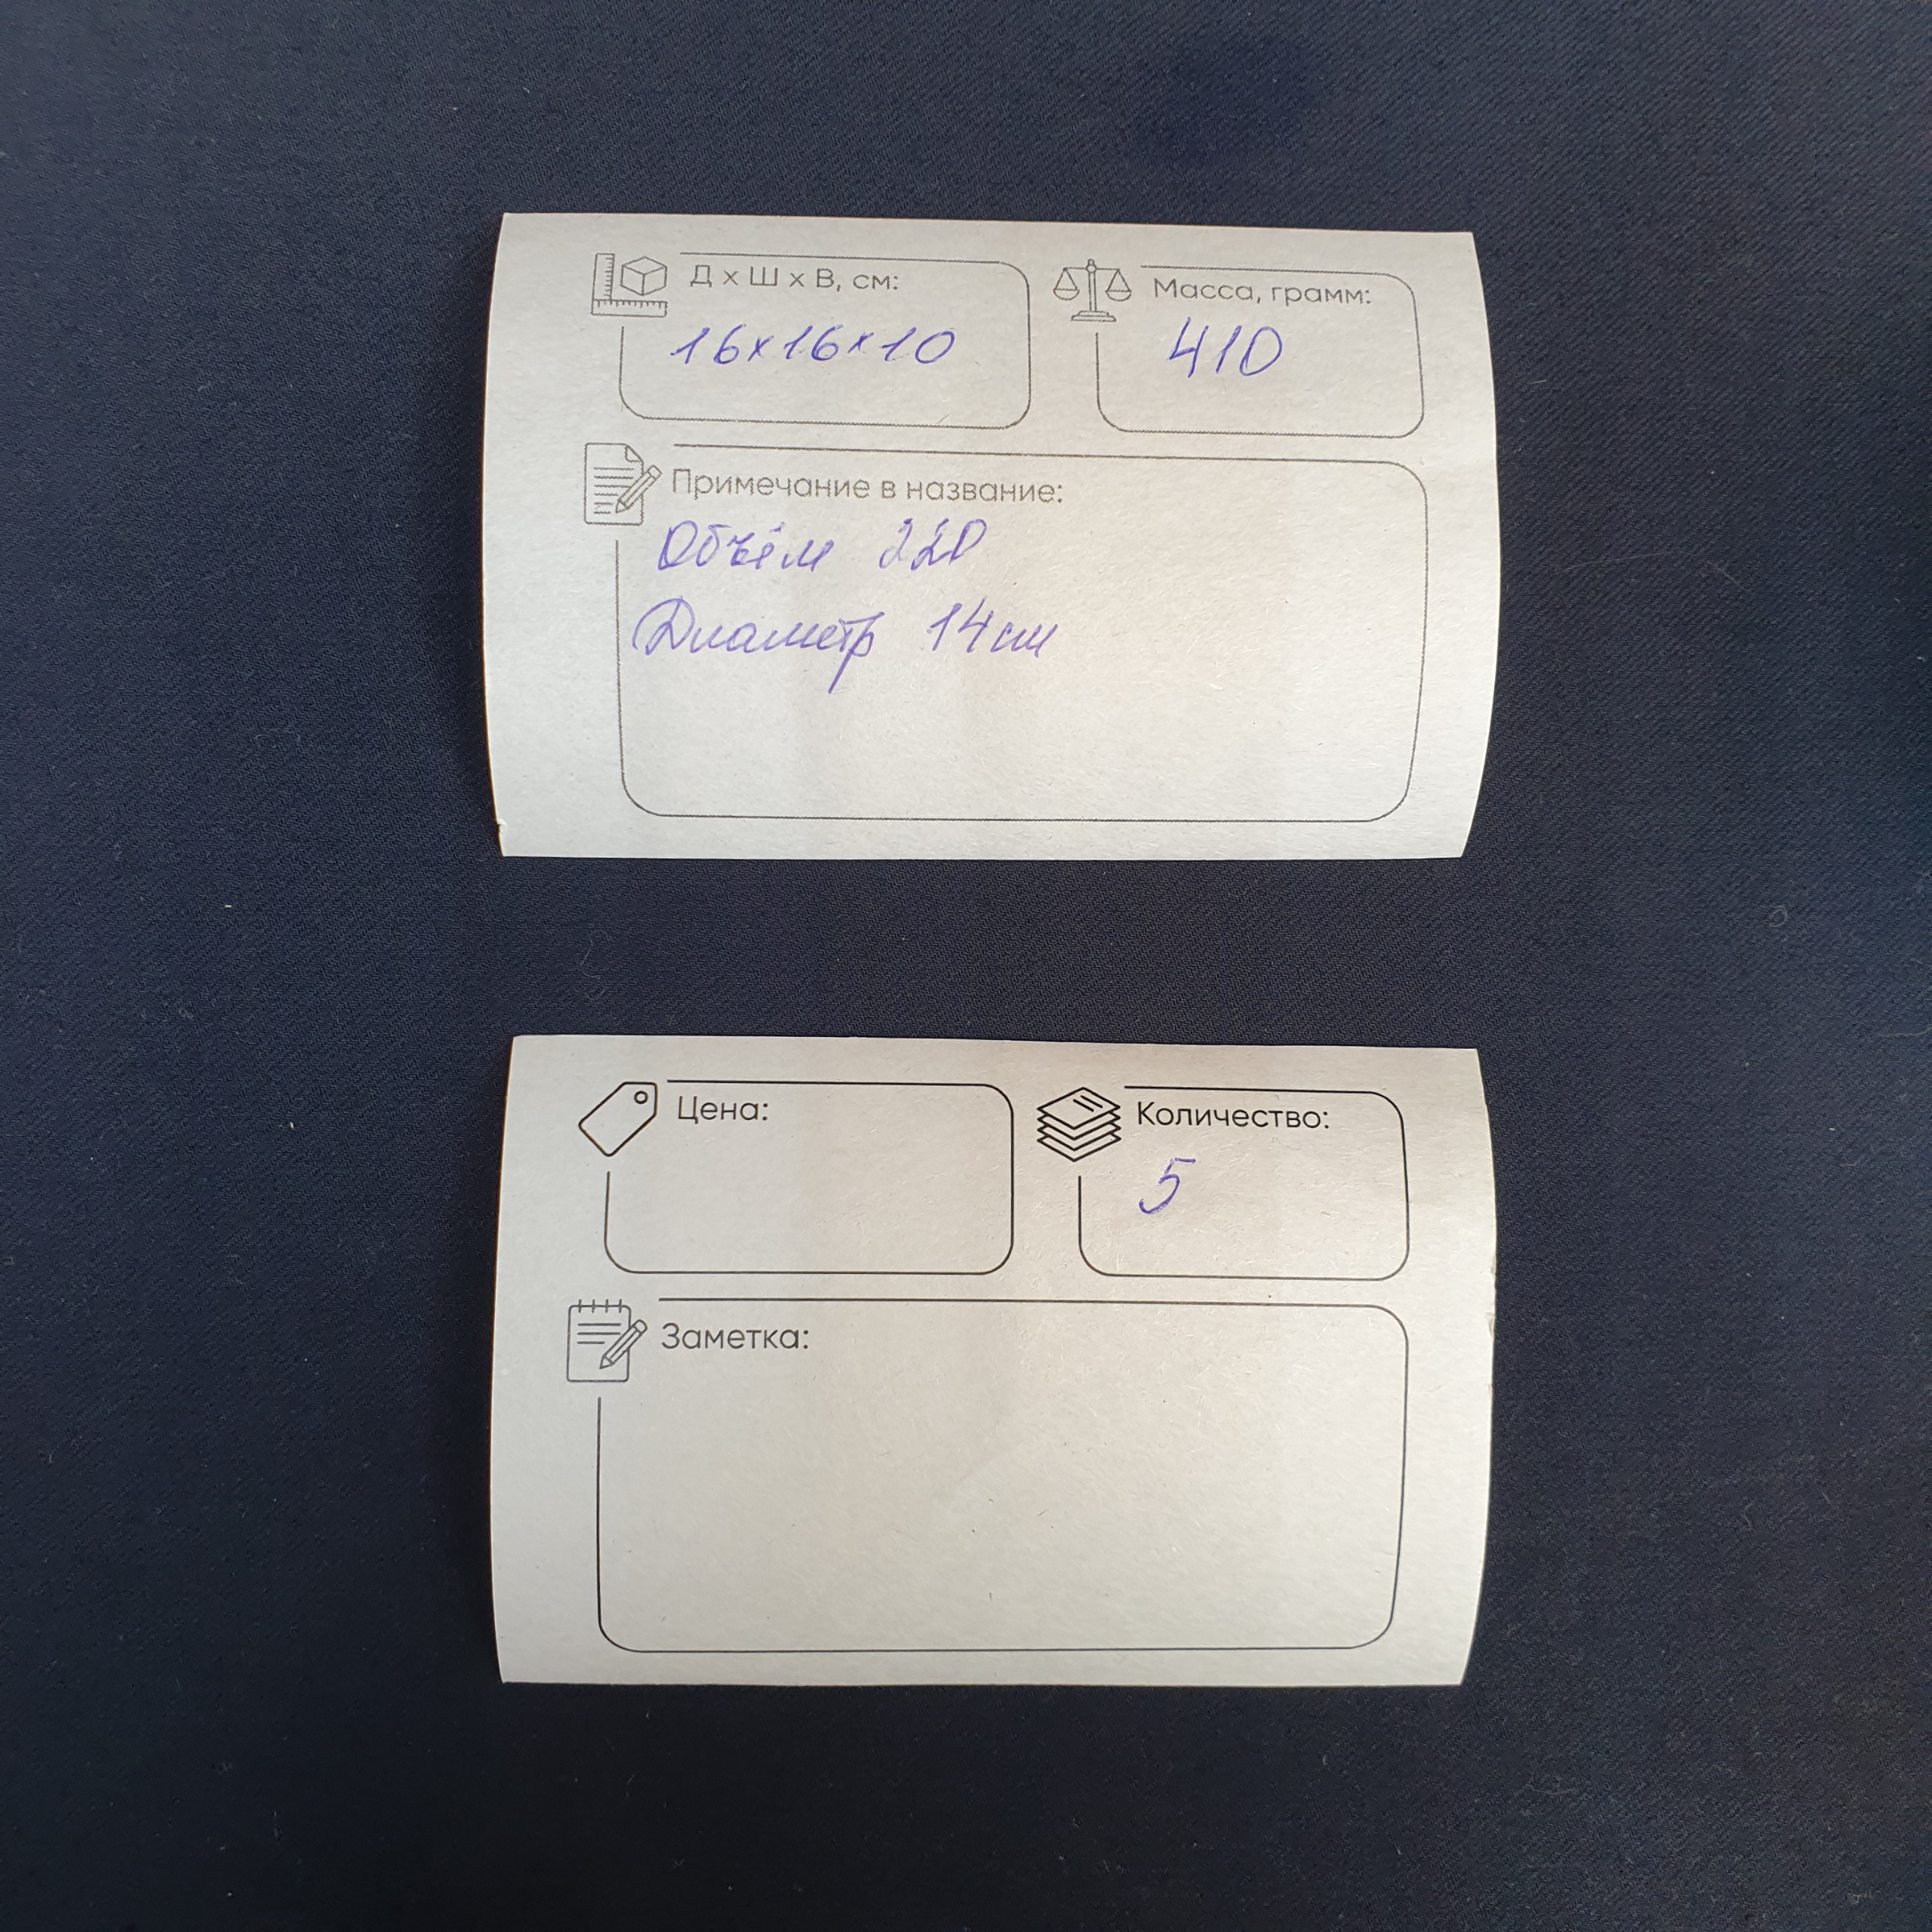 Д х Ш х В, см:
16х16х10
Масса, грамм:
410
Примечание в название:
Объём 220
Диаметр 14см
Цена:
Количество:
5
Заметка: